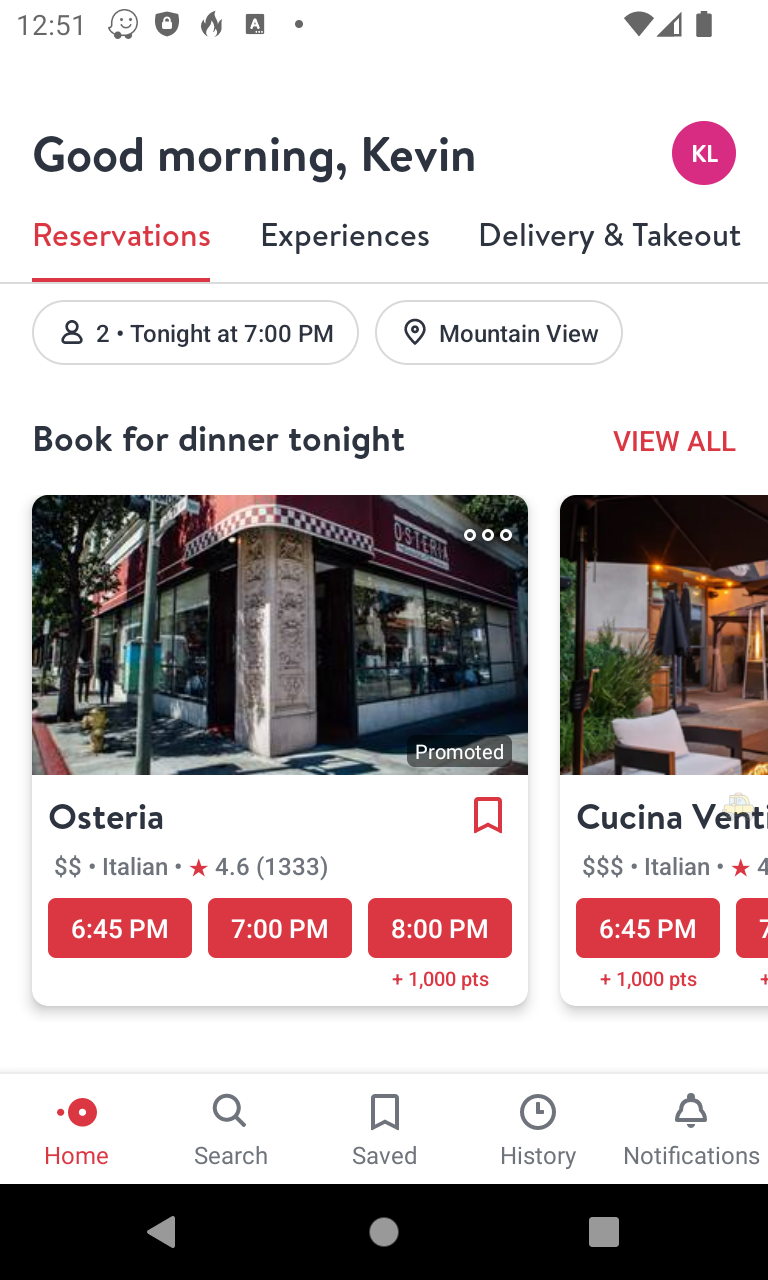 12:51
Good morning, Kevin
KL
Reservations
Experiences
Delivery & Takeout
2 • Tonight at 7:00 PM
Mountain View
Book for dinner tonight
VIEW ALL
OSTERIA
Promoted
Osteria
$$ • Italian • ★ 4.6 (1333)
6:45 PM
7:00 PM
8:00 PM
+ 1,000 pts
Cucina Venti
$$$ • Italian • ★ 4
6:45 PM
7
+ 1,000 pts
+
Home
Search
Saved
History
Notifications